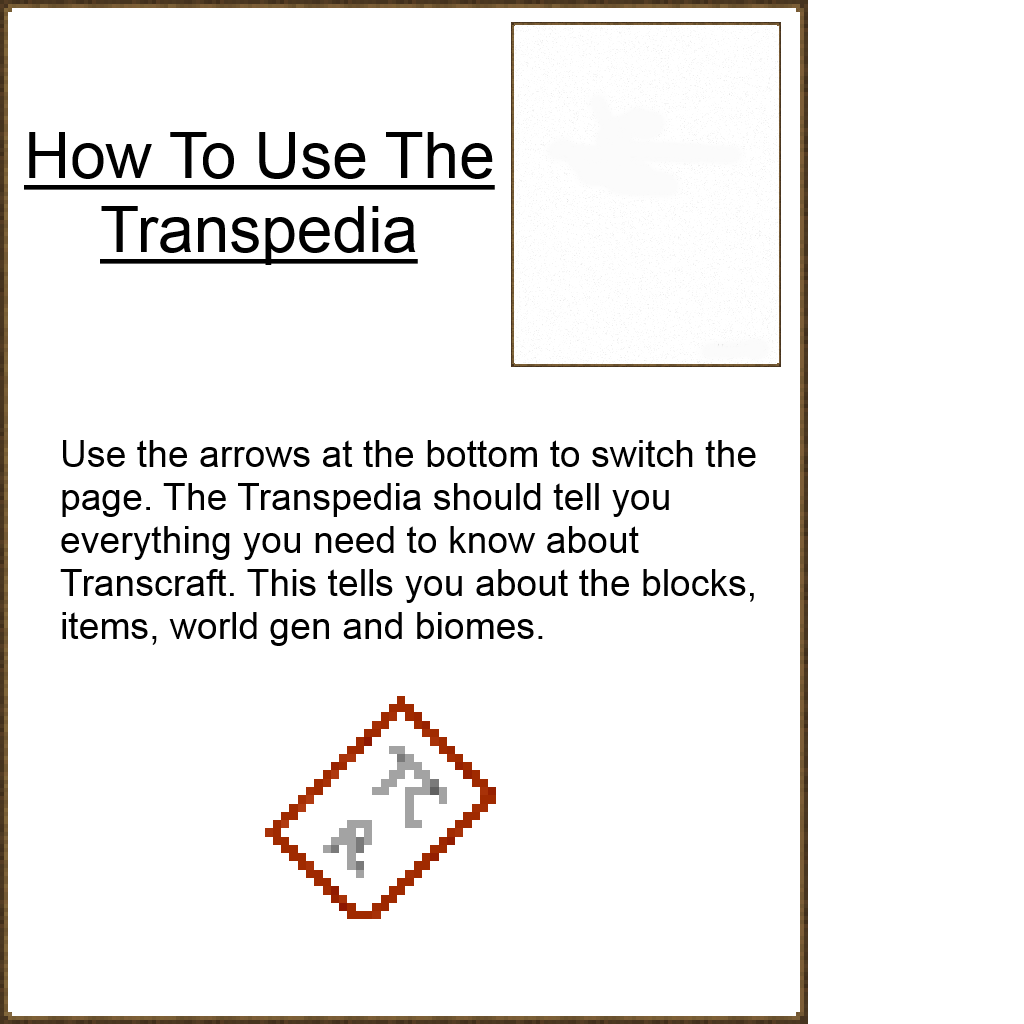 How To Use The
Transpedia
Use the arrows at the bottom to switch the
page. The Transpedia should tell you
everything you need to know about
Transcraft. This tells you about the blocks,
items, world gen and biomes.